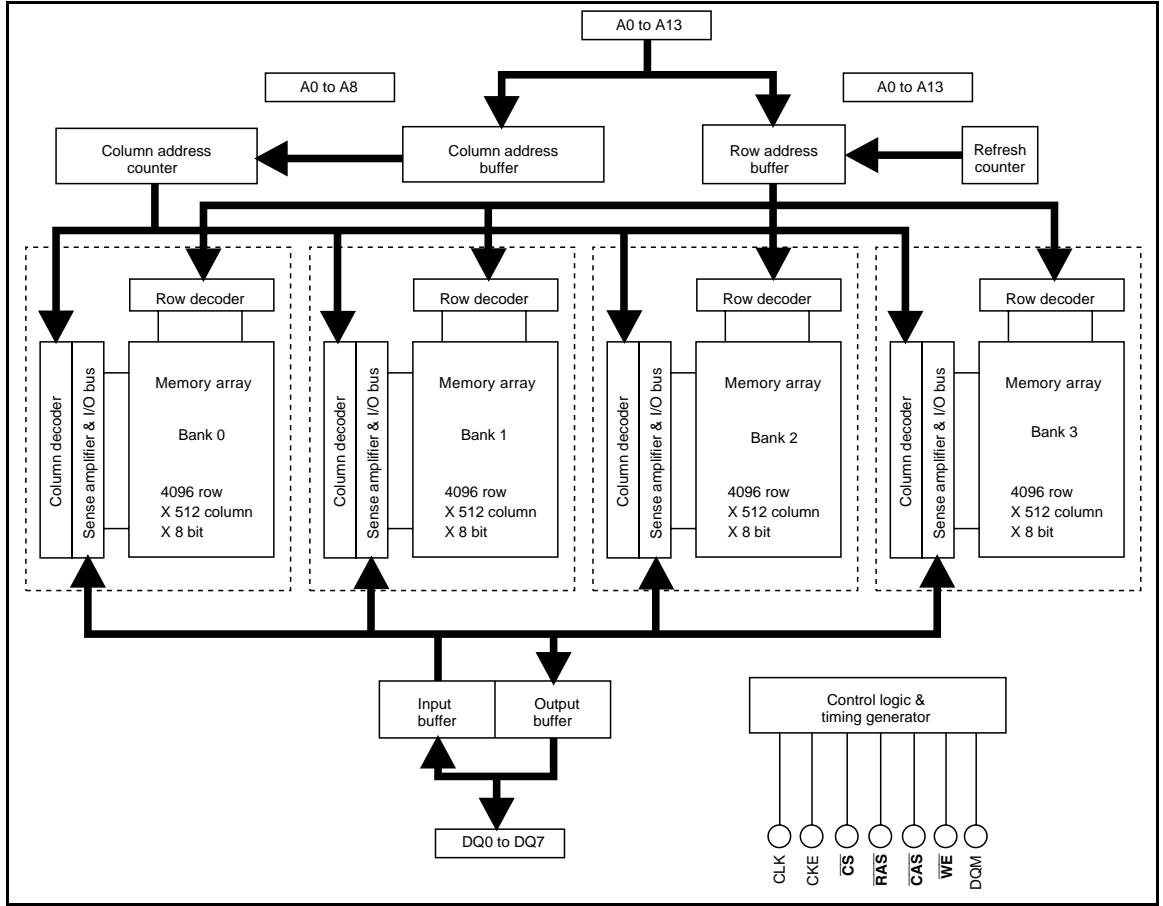 A0 to A13
A0 to A8
A0 to A13
Column address
counter
Column address
buffer
Row address
buffer
Refresh
counter
Row decoder
Column decoder
Sense amplifier & I/O bus
Memory array
Bank 0
4096 row
X 512 column
X 8 bit
Row decoder
Column decoder
Sense amplifier & I/O bus
Memory array
Bank 1
4096 row
X 512 column
X 8 bit
Row decoder
Column decoder
Sense amplifier & I/O bus
Memory array
Bank 2
4096 row
X 512 column
X 8 bit
Row decoder
Column decoder
Sense amplifier & I/O bus
Memory array
Bank 3
4096 row
X 512 column
X 8 bit
Input
buffer
Output
buffer
DQ0 to DQ7
Control logic &
timing generator
CLK
CKE
C̅S̅
R̅A̅S̅
C̅A̅S̅
W̅E̅
DQM